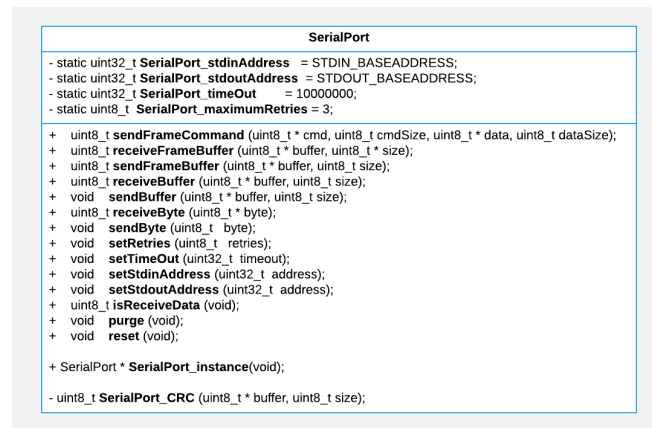 SerialPort
- static uint32_t SerialPort_stdinAddress = STDIN_BASEADDRESS;
- static uint32_t SerialPort_stdoutAddress = STDOUT_BASEADDRESS;
- static uint32_t SerialPort_timeOut = 10000000;
- static uint8_t SerialPort_maximumRetries = 3;
+ uint8_t sendFrameCommand (uint8_t * cmd, uint8_t cmdSize, uint8_t * data, uint8_t dataSize);
+ uint8_t receiveFrameBuffer (uint8_t * buffer, uint8_t * size);
+ uint8_t sendFrameBuffer (uint8_t * buffer, uint8_t size);
+ uint8_t receiveBuffer (uint8_t * buffer, uint8_t size);
+ void sendBuffer (uint8_t * buffer, uint8_t size);
+ uint8_t receiveByte (uint8_t * byte);
+ void sendByte (uint8_t byte);
+ void setRetries (uint8_t retries);
+ void setTimeOut (uint32_t timeout);
+ void setStdinAddress (uint32_t address);
+ void setStdoutAddress (uint32_t address);
+ uint8_t isReceiveData (void);
+ void purge (void);
+ void reset (void);
+ SerialPort * SerialPort_instance(void);
- uint8_t SerialPort_CRC (uint8_t * buffer, uint8_t size);